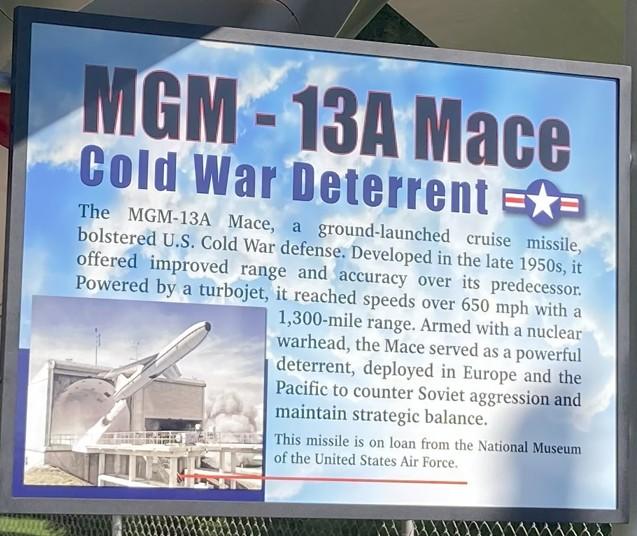 MGM - 13A Mace
Cold War Deterrent
The MGM-13A Mace, a ground-launched cruise missile,
bolstered U.S. Cold War defense. Developed in the late 1950s, it
offered improved range and accuracy over its predecessor.
Powered by a turbojet, it reached speeds over 650 mph with a
1,300-mile range. Armed with a nuclear
warhead, the Mace served as a powerful
deterrent, deployed in Europe and the
Pacific to counter Soviet aggression and
maintain strategic balance.
This missile is on loan from the National Museum
of the United States Air Force.